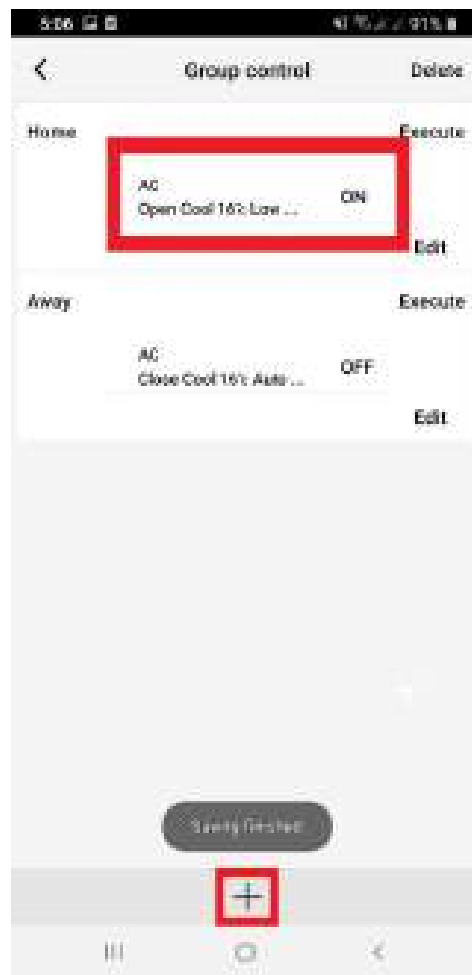 5:06 91%
Group control Delete
Home Execute
AC
Open Cool 16℃ Low ... ON
Edit
Away Execute
AC
Close Cool 16℃ Auto ... OFF
Edit
Saving finished
+